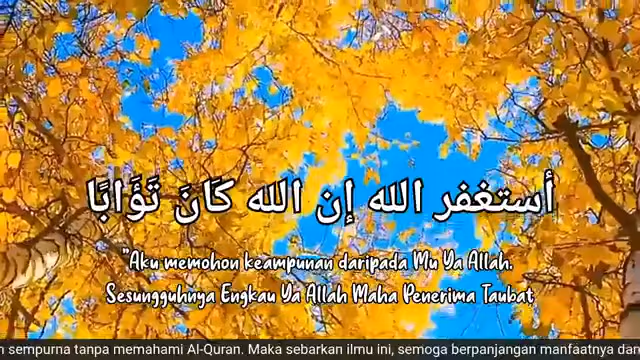 أستغفر الله إن الله كَانَ تَوَابًا
"Aku memohon keampunan daripada Mu Ya Allah.
Sesungguhnya Engkau Ya Allah Maha Penerima Taubat
sempurna tanpa memahami Al-Quran. Maka sebarkan ilmu ini, semoga berpanjangan manfaatnya dan